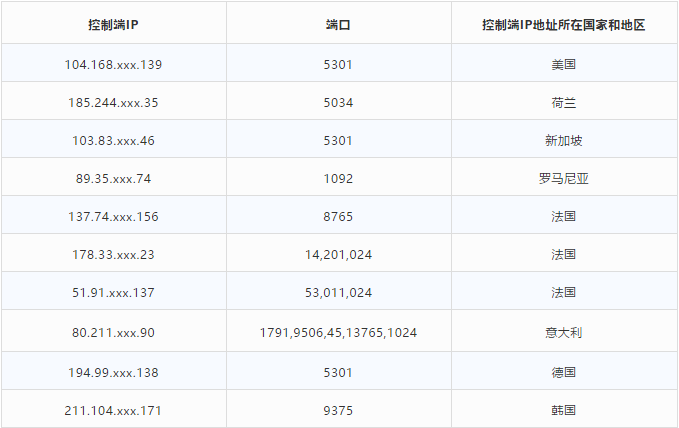 控制端IP 端口 控制端IP地址所在国家和地区
104.168.xxx.139 5301 美国
185.244.xxx.35 5034 荷兰
103.83.xxx.46 5301 新加坡
89.35.xxx.74 1092 罗马尼亚
137.74.xxx.156 8765 法国
178.33.xxx.23 14,201,024 法国
51.91.xxx.137 53,011,024 法国
80.211.xxx.90 1791,9506,45,13765,1024 意大利
194.99.xxx.138 5301 德国
211.104.xxx.171 9375 韩国